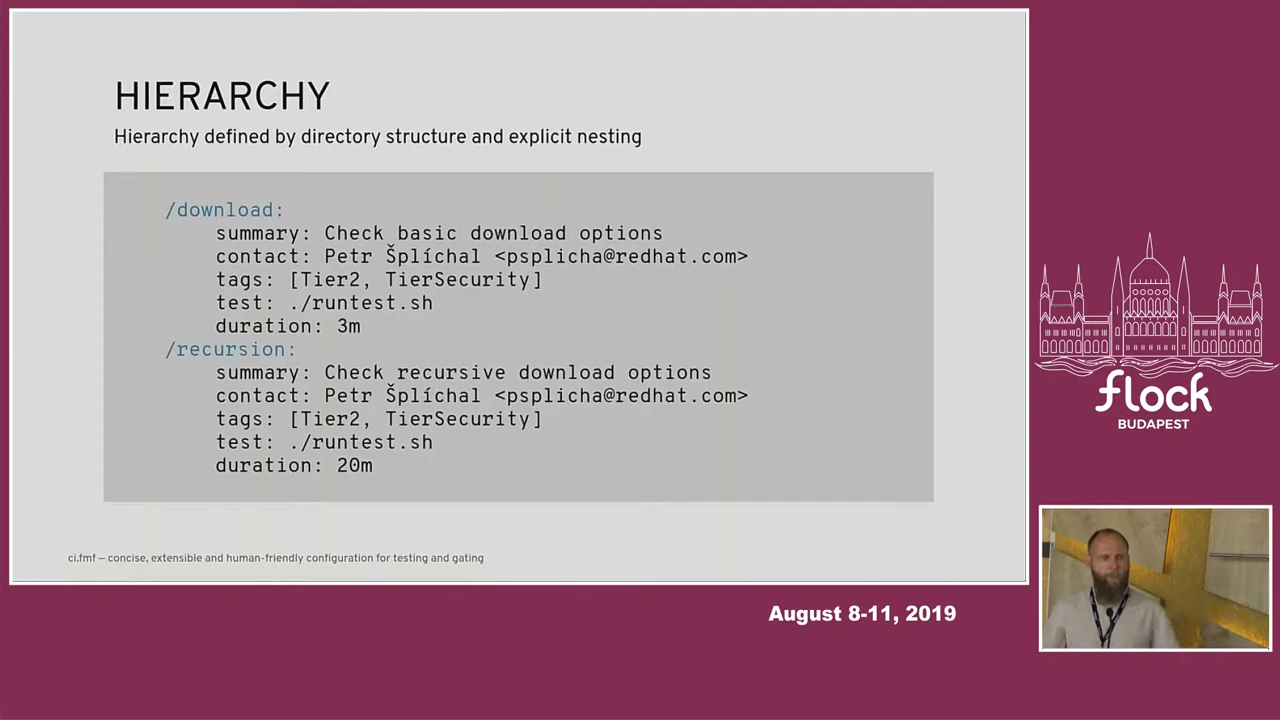 HIERARCHY
Hierarchy defined by directory structure and explicit nesting
/download:
summary: Check basic download options
contact: Petr Šplíchal <psplicha@redhat.com>
tags: [Tier2, TierSecurity]
test: ./runtest.sh
duration: 3m
/recursion:
summary: Check recursive download options
contact: Petr Šplíchal <psplicha@redhat.com>
tags: [Tier2, TierSecurity]
test: ./runtest.sh
duration: 20m
ci.fmf – concise, extensible and human-friendly configuration for testing and gating
flock
BUDAPEST
August 8-11, 2019